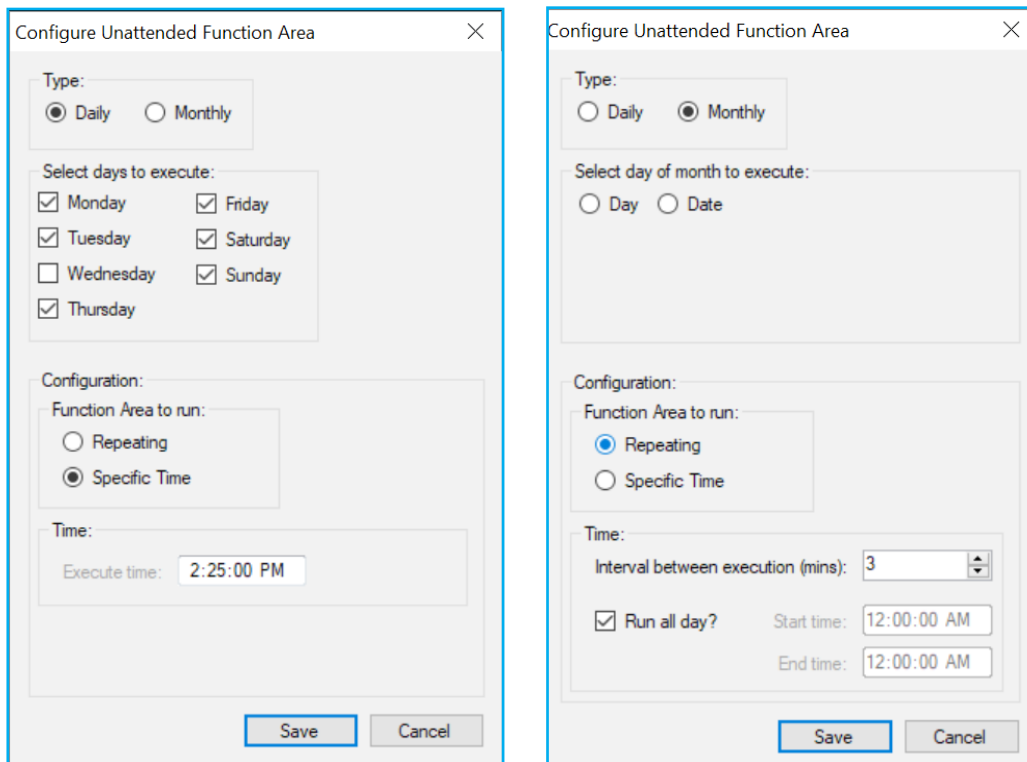 Configure Unattended Function Area
Type:
Daily Monthly
Select days to execute:
Monday Friday
Tuesday Saturday
Wednesday Sunday
Thursday
Configuration:
Function Area to run:
Repeating
Specific Time
Time:
Execute time: 2:25:00 PM
Save Cancel
Configure Unattended Function Area
Type:
Daily Monthly
Select day of month to execute:
Day Date
Configuration:
Function Area to run:
Repeating
Specific Time
Time:
Interval between execution (mins): 3
Run all day? Start time: 12:00:00 AM
End time: 12:00:00 AM
Save Cancel